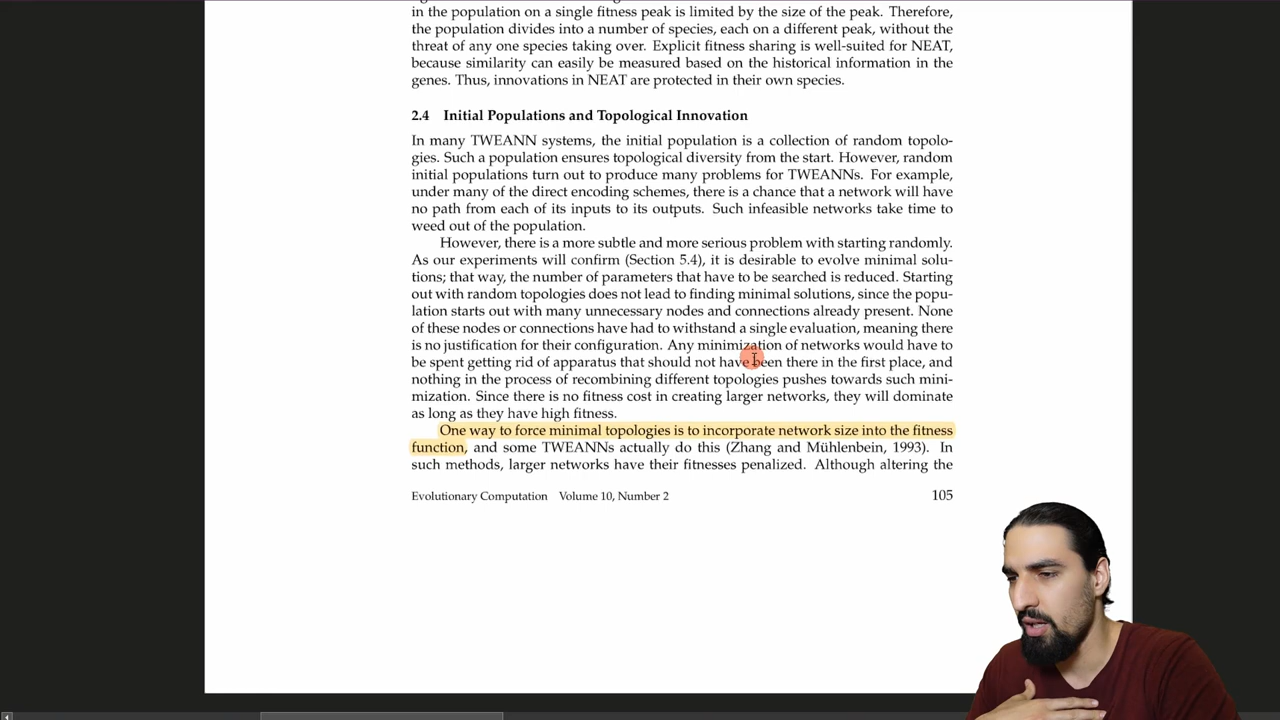 in the population on a single fitness peak is limited by the size of the peak. Therefore,
the population divides into a number of species, each on a different peak, without the
threat of any one species taking over. Explicit fitness sharing is well-suited for NEAT,
because similarity can easily be measured based on the historical information in the
genes. Thus, innovations in NEAT are protected in their own species.
2.4 Initial Populations and Topological Innovation
In many TWEANN systems, the initial population is a collection of random topolo-
gies. Such a population ensures topological diversity from the start. However, random
initial populations turn out to produce many problems for TWEANNs. For example,
under many of the direct encoding schemes, there is a chance that a network will have
no path from each of its inputs to its outputs. Such infeasible networks take time to
weed out of the population.
However, there is a more subtle and more serious problem with starting randomly.
As our experiments will confirm (Section 5.4), it is desirable to evolve minimal solu-
tions; that way, the number of parameters that have to be searched is reduced. Starting
out with random topologies does not lead to finding minimal solutions, since the popu-
lation starts out with many unnecessary nodes and connections already present. None
of these nodes or connections have had to withstand a single evaluation, meaning there
is no justification for their configuration. Any minimization of networks would have to
be spent getting rid of apparatus that should not have been there in the first place, and
nothing in the process of recombining different topologies pushes towards such mini-
mization. Since there is no fitness cost in creating larger networks, they will dominate
as long as they have high fitness.
One way to force minimal topologies is to incorporate network size into the fitness
function, and some TWEANNs actually do this (Zhang and Mühlenbein, 1993). In
such methods, larger networks have their fitnesses penalized. Although altering the
Evolutionary Computation Volume 10, Number 2 105